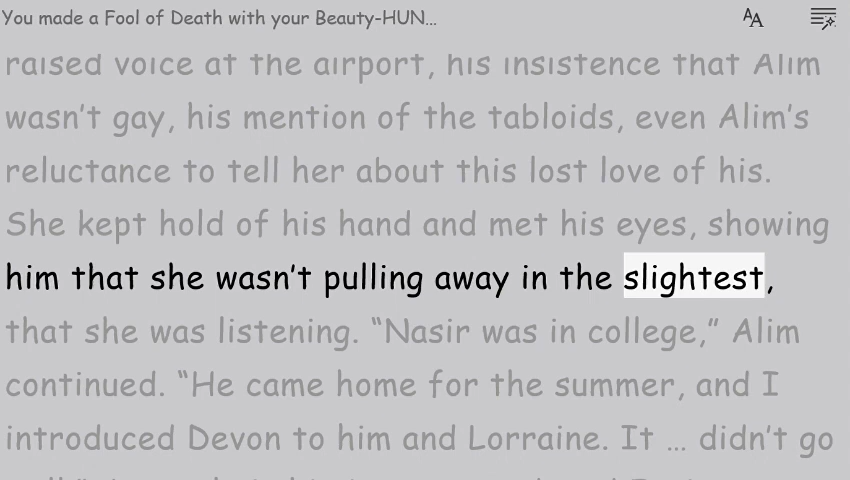 You made a Fool of Death with your Beauty-HUN...
raised voice at the airport, his insistence that Alim
wasn't gay, his mention of the tabloids, even Alim's
reluctance to tell her about this lost love of his.
She kept hold of his hand and met his eyes, showing
him that she wasn't pulling away in the slightest,
that she was listening. “Nasir was in college,” Alim
continued. “He came home for the summer, and I
introduced Devon to him and Lorraine. It … didn't go